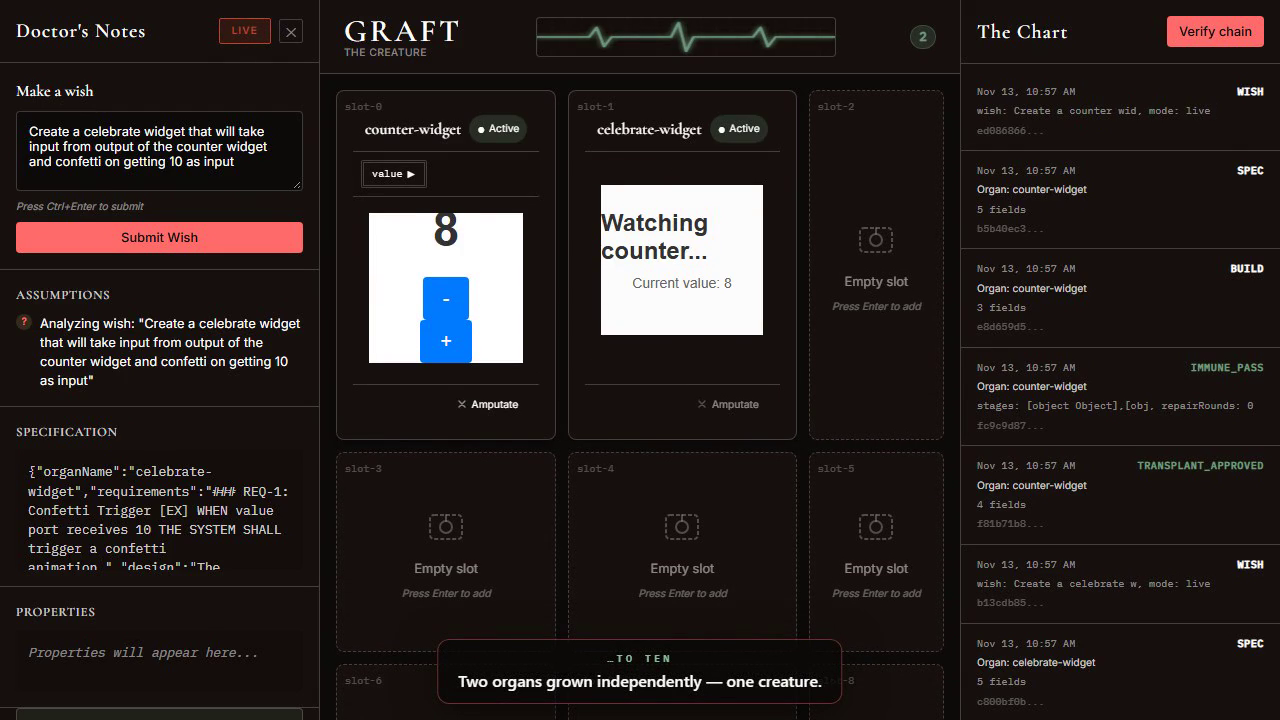 Doctor's Notes
LIVE
Make a wish
Create a celebrate widget that will take
input from output of the counter widget
and confetti on getting 10 as input
Press Ctrl+Enter to submit
Submit Wish
ASSUMPTIONS
? Analyzing wish: "Create a celebrate widget
that will take input from output of the
counter widget and confetti on getting 10
as input"
SPECIFICATION
{"organName":"celebrate-
widget","requirements":"### REQ-1:
Confetti Trigger [EX] WHEN value
port receives 10 THE SYSTEM SHALL
trigger a confetti
animation.","design":"The
PROPERTIES
Properties will appear here...
GRAFT
THE CREATURE
2
slot-0
counter-widget
● Active
value ▶
8
-
+
✕ Amputate
slot-1
celebrate-widget
● Active
Watching
counter...
Current value: 8
✕ Amputate
slot-2
Empty slot
Press Enter to add
slot-3
Empty slot
Press Enter to add
slot-4
Empty slot
Press Enter to add
slot-5
Empty slot
Press Enter to add
slot-6
…TO TEN
Two organs grown independently — one creature.
The Chart
Verify chain
Nov 13, 10:57 AM WISH
wish: Create a counter wid, mode: live
ed086866...
Nov 13, 10:57 AM SPEC
Organ: counter-widget
5 fields
b5b40ec3...
Nov 13, 10:57 AM BUILD
Organ: counter-widget
3 fields
e8d659d5...
Nov 13, 10:57 AM IMMUNE_PASS
Organ: counter-widget
stages: [object Object],[obj, repairRounds: 0
fc9c9d87...
Nov 13, 10:57 AM TRANSPLANT_APPROVED
Organ: counter-widget
4 fields
f81b71b8...
Nov 13, 10:57 AM WISH
wish: Create a celebrate w, mode: live
b13cdb85...
Nov 13, 10:57 AM SPEC
Organ: celebrate-widget
5 fields
c800bf0b...